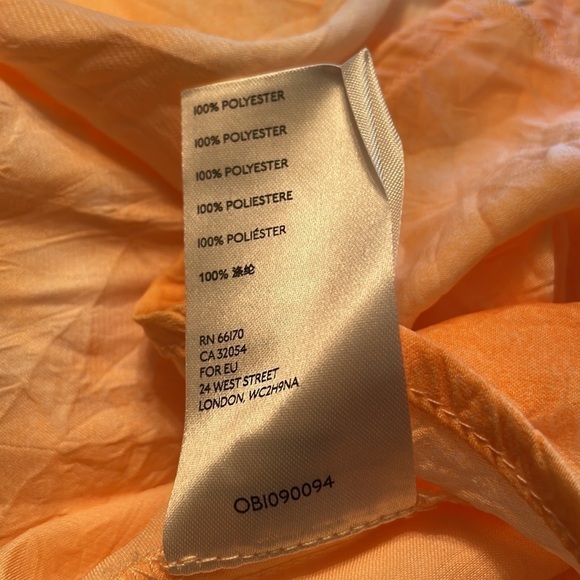 100% POLYESTER
100% POLYESTER
100% POLYESTER
100% POLIESTERE
100% POLIÉSTER
100% 涤纶
RN 66170
CA 32054
FOR EU
24 WEST STREET
LONDON, WC2H9NA
OB1090094